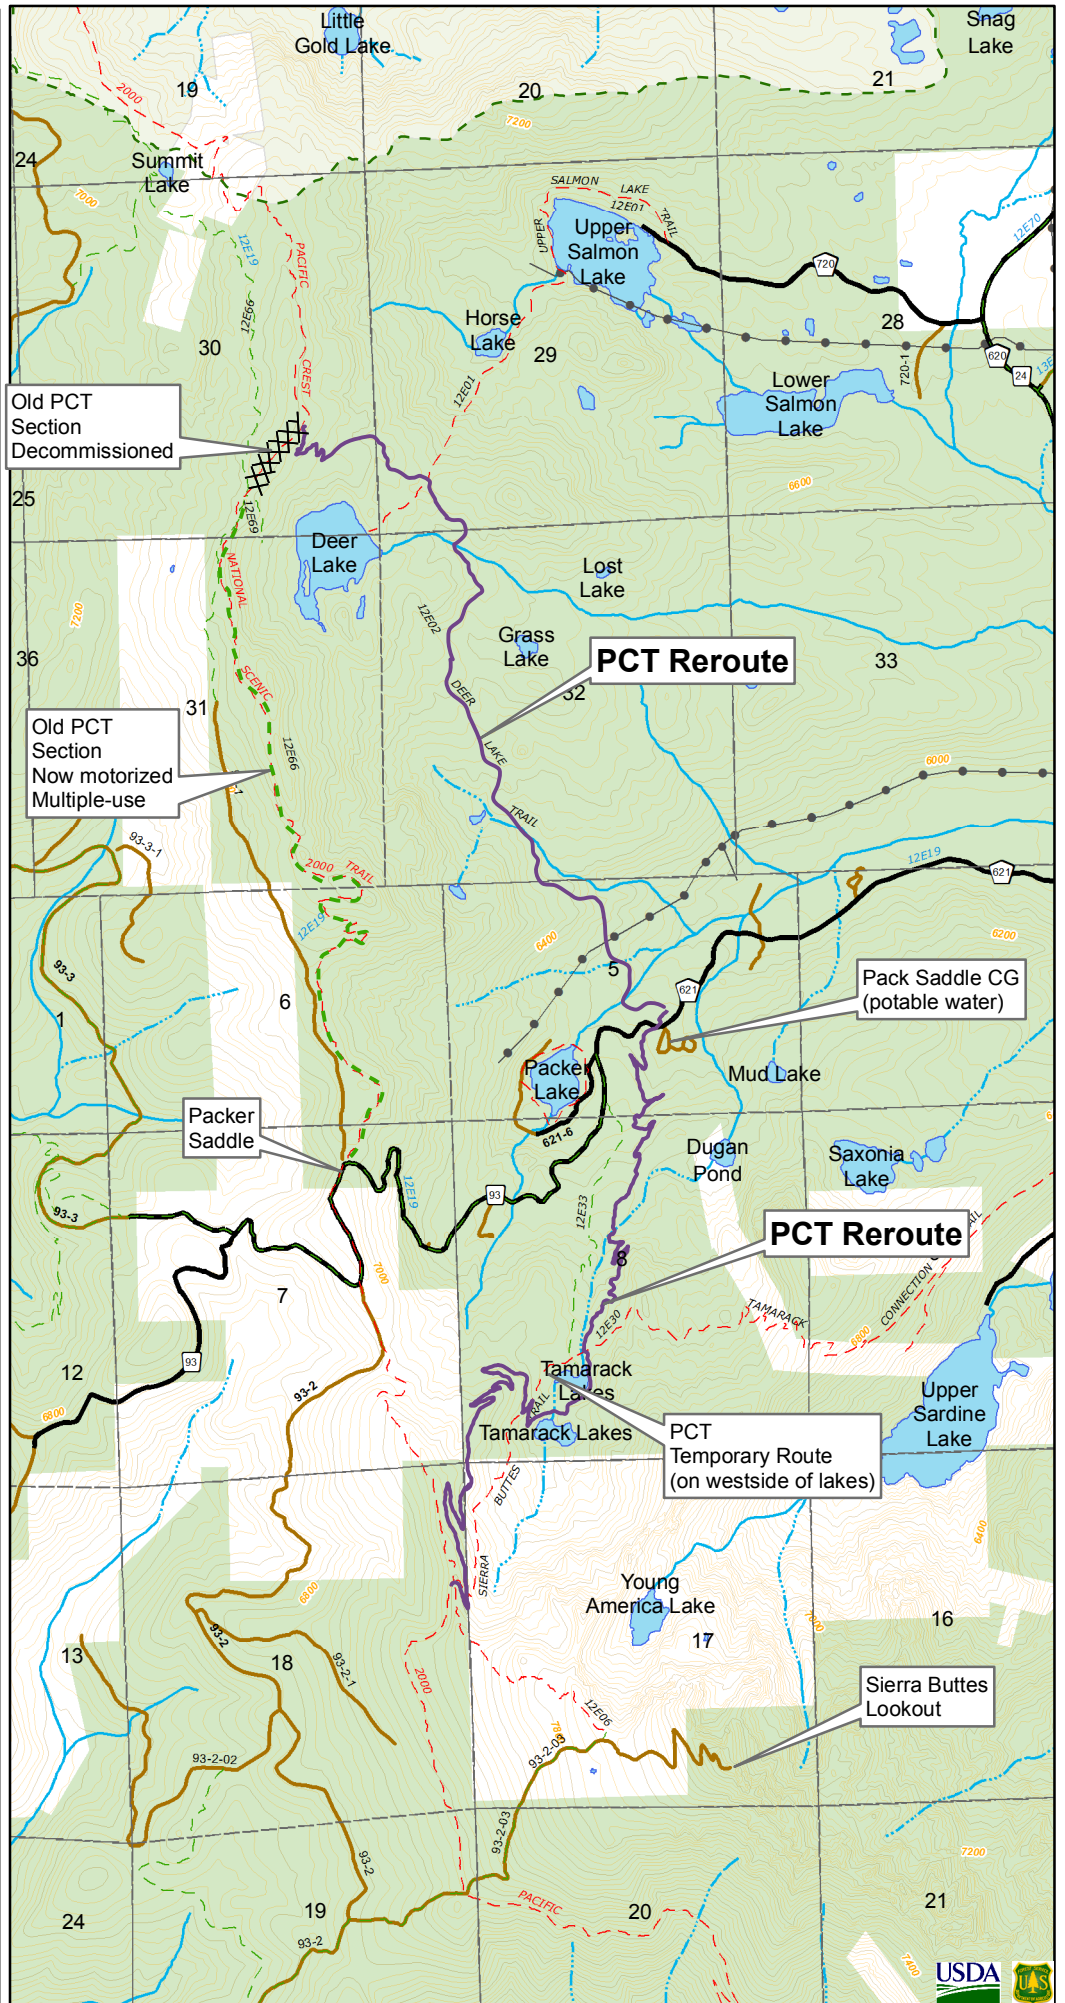 Little
Gold Lake
Snag
Lake
19
20
21
2000
7200
24
Summit
Lake
7000
SALMON
LAKE
12E01
TRAIL
UPPER
Upper
Salmon
Lake
12E70
12E19
PACIFIC
720
12E66
Horse
Lake
28
30
29
620
24
720-1
CREST
12E01
Lower
Salmon
Lake
Old PCT
Section
Decommissioned
6600
25
12E69
Deer
Lake
NATIONAL
Lost
Lake
7200
12E02
Grass
Lake
36
PCT Reroute
33
SCENIC
DEER
32
31
Old PCT
Section
Now motorized
Multiple-use
12E66
LAKE
6000
TRAIL
93-3-1
2000
TRAIL
12E19
621
12E19
6400
6200
93-3
5
Pack Saddle CG
(potable water)
6
621
1
Packer
Lake
Mud Lake
Packer
Saddle
621-6
Dugan
Pond
Saxonia
Lake
12E19
93
12E33
93-3
PCT Reroute
TRAIL
8
7000
CONNECTION
7
TAMARACK
12E30
6800
93
12
Tamarack
Lakes
93-2
Upper
Sardine
Lake
6800
TRAIL
Tamarack Lakes
PCT
Temporary Route
(on westside of lakes)
BUTTES
6400
SIERRA
Young
America Lake
6800
7000
16
93-2
17
13
18
93-2-1
2000
Sierra Buttes
Lookout
12E06
93-2-02
93-2-03
93-2-03
7200
93-2
PACIFIC
21
24
19
20
93-2
7400
USDA
FOREST SERVICE
U S